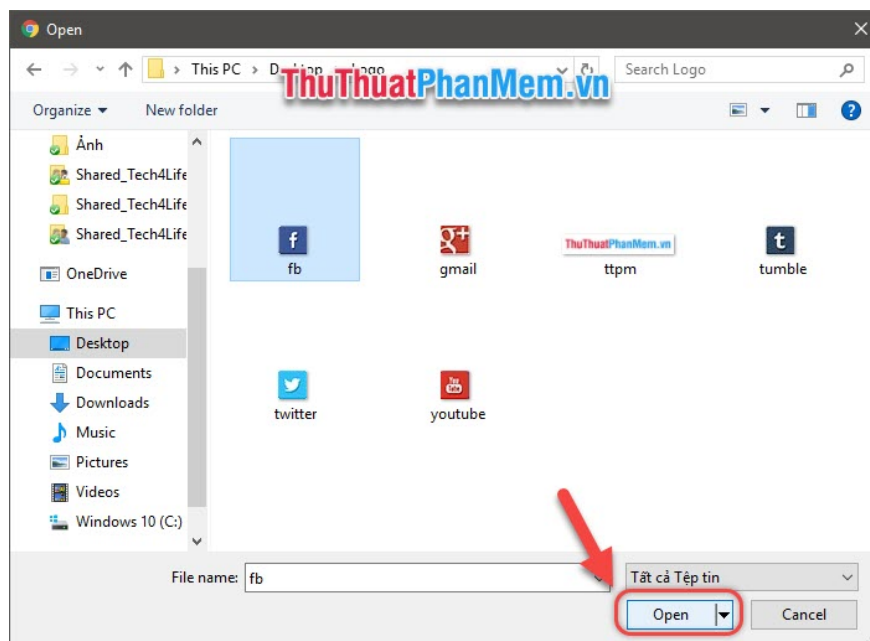 Open
This PC > Desktop > Logo
ThuThuatPhanMem.vn
Search Logo
Organize
New folder
Ảnh
Shared_Tech4Life
Shared_Tech4Life
Shared_Tech4Life
OneDrive
This PC
Desktop
Documents
Downloads
Music
Pictures
Videos
Windows 10 (C:)
f
fb
g+
gmail
ThuThuatPhanMem.vn
ttpm
t
tumble
twitter
You Tube
youtube
File name: fb
Tất cả Tệp tin
Open
Cancel